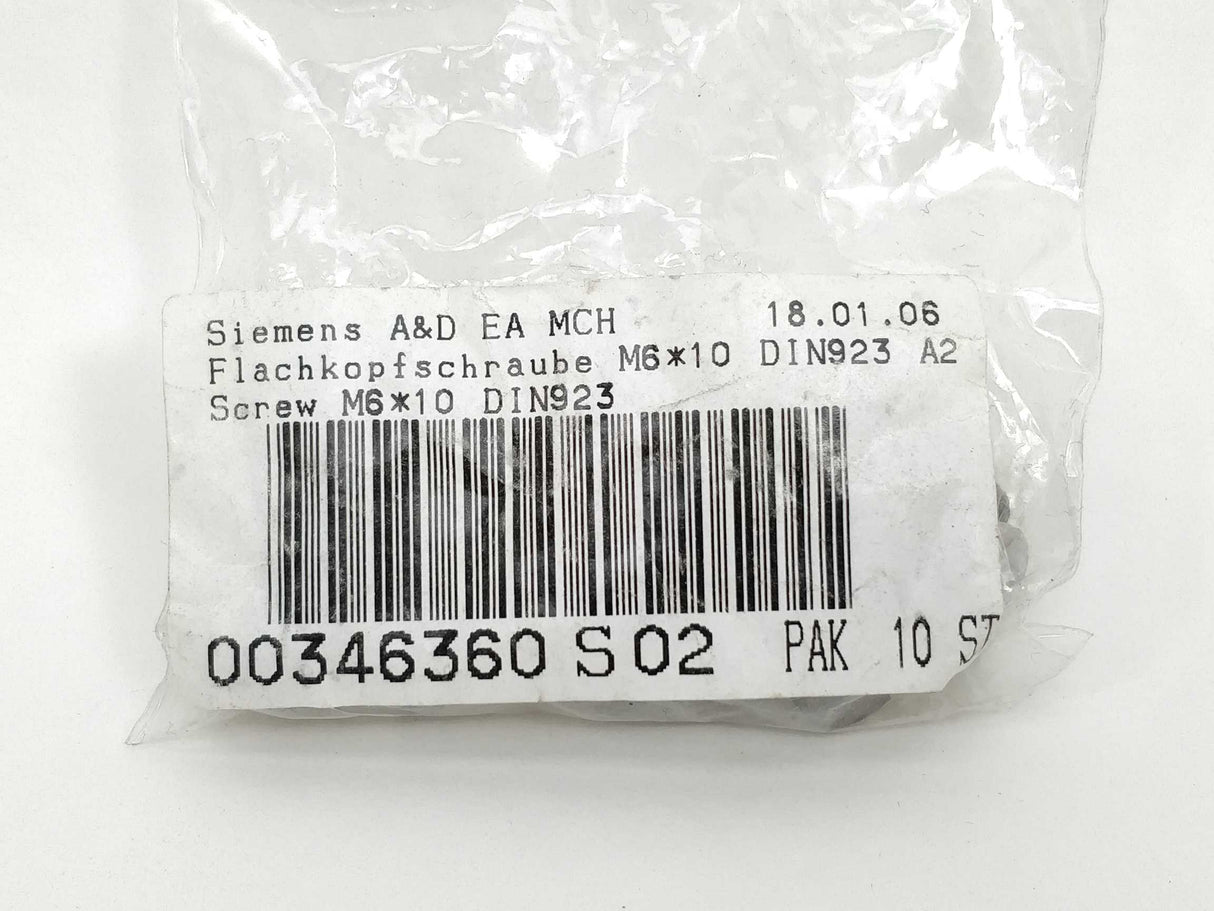 Siemens A&D EA MCH 18.01.06
Flachkopfschraube M6*10 DIN923 A2
Screw M6*10 DIN923
00346360 S 02 PAK 10 ST